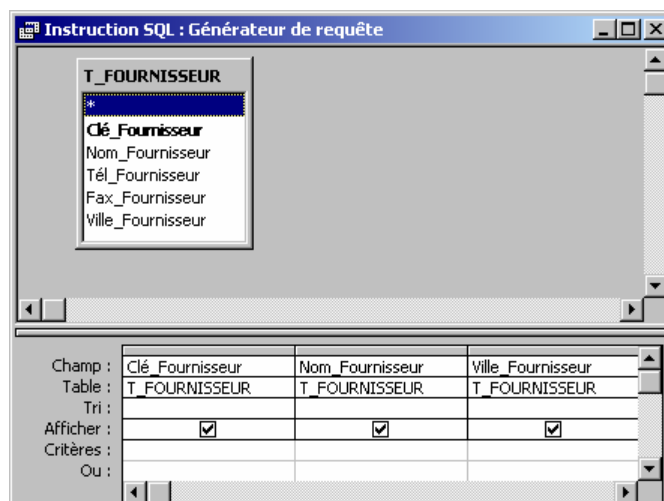 Instruction SQL : Générateur de requête
T_FOURNISSEUR
*
Clé_Fournisseur
Nom_Fournisseur
Tél_Fournisseur
Fax_Fournisseur
Ville_Fournisseur
Champ : Clé_Fournisseur Nom_Fournisseur Ville_Fournisseur
Table : T_FOURNISSEUR T_FOURNISSEUR T_FOURNISSEUR
Tri :
Afficher :
Critères :
Ou :